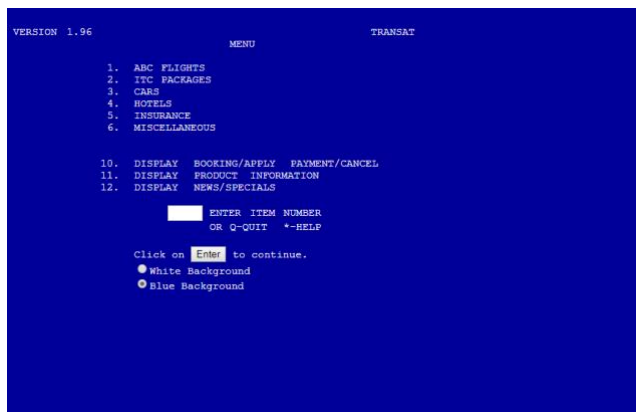 VERSION 1.96 TRANSAT
MENU
1. ABC FLIGHTS
2. ITC PACKAGES
3. CARS
4. HOTELS
5. INSURANCE
6. MISCELLANEOUS
10. DISPLAY BOOKING/APPLY PAYMENT/CANCEL
11. DISPLAY PRODUCT INFORMATION
12. DISPLAY NEWS/SPECIALS
ENTER ITEM NUMBER
OR Q-QUIT *-HELP
Click on Enter to continue.
White Background
Blue Background